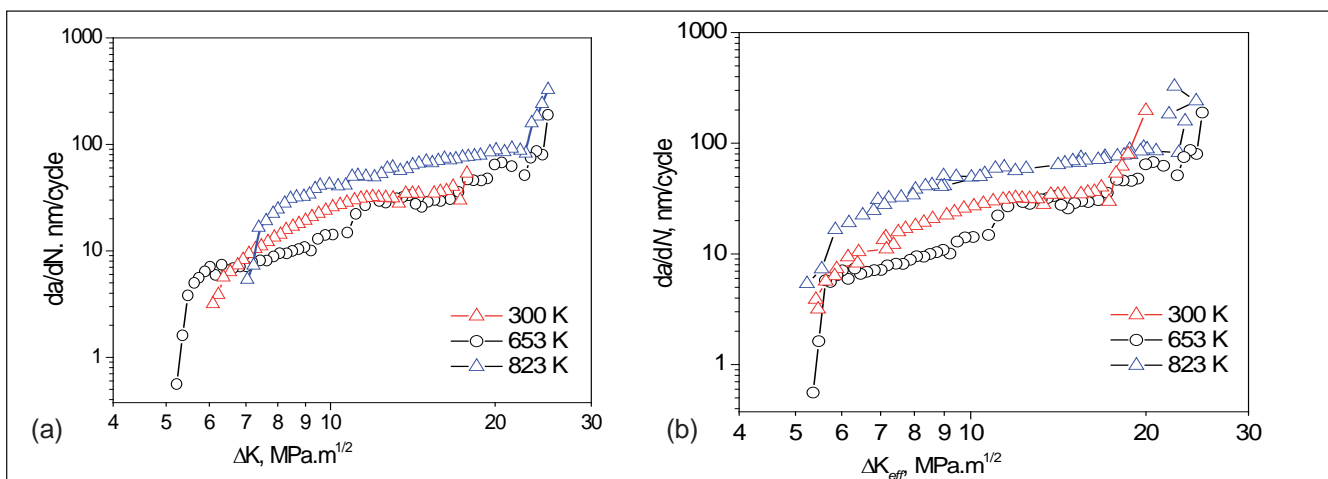 1000
100
10
1
da/dN. nm/cycle
300 K
653 K
823 K
4 5 6 7 8 9 10 20 30
(a)
ΔK, MPa.m1/2
1000
100
10
1
da/dN, nm/cycle
300 K
653 K
823 K
4 5 6 7 8 9 10 20 30
(b)
ΔKeff, MPa.m1/2